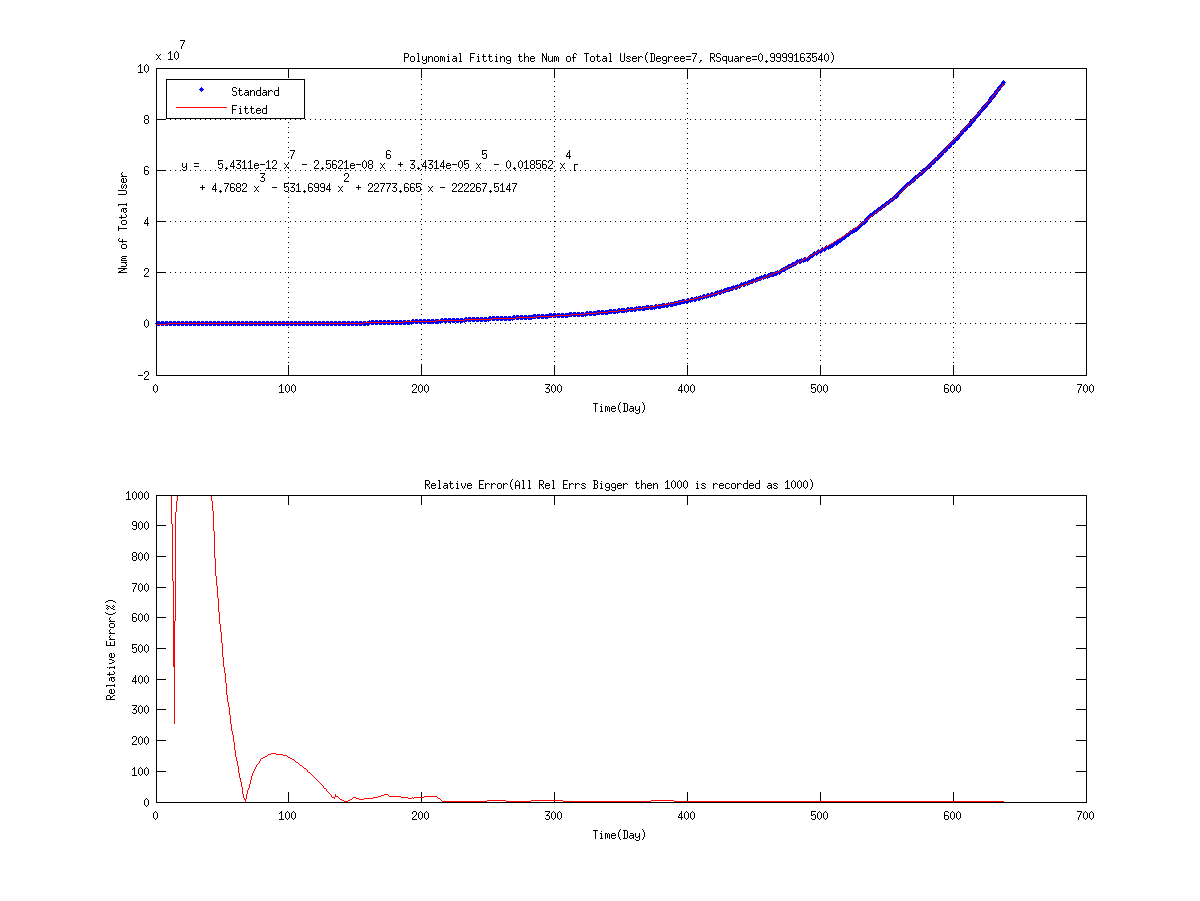 7
x 10
Polynomial Fitting the Num of Total User(Degree=7, RSquare=0.9999163540)
10
8
6
4
2
0
-2
Standard
Fitted
7 6 5 4
y = 5.4311e-12 x - 2.5621e-08 x + 3.4314e-05 x - 0.018562 x r
3 2
+ 4.7682 x - 531.6994 x + 22773.665 x - 222267.5147
Num of Total User
0 100 200 300 400 500 600 700
Time(Day)
Relative Error(All Rel Errs Bigger then 1000 is recorded as 1000)
1000
900
800
700
600
500
400
300
200
100
0
Relative Error(%)
0 100 200 300 400 500 600 700
Time(Day)